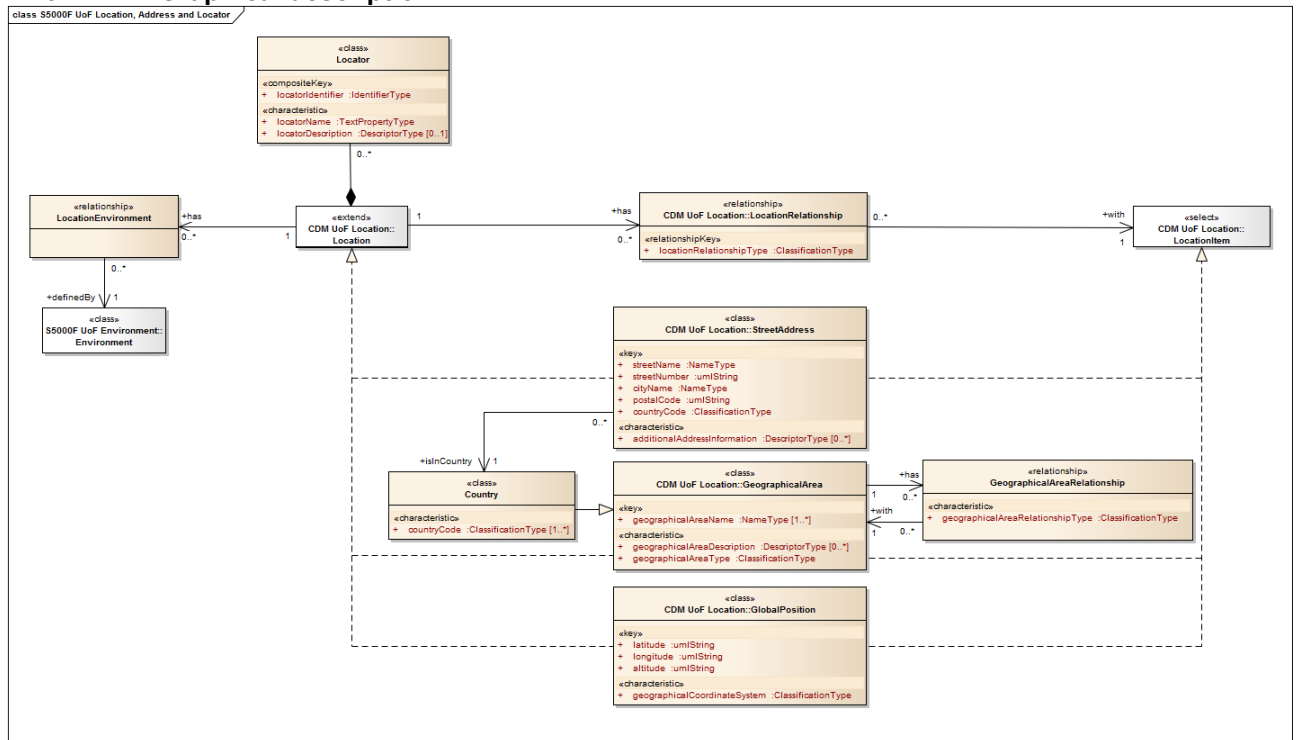 class S5000F UoF Location, Address and Locator
«class»
Locator
«compositeKey»
+ locatorIdentifier :IdentifierType
«characteristic»
+ locatorName :TextPropertyType
+ locatorDescription :DescriptorType [0..1]
0..*
«relationship»
LocationEnvironment
+has
0..*
1
«extend»
CDM UoF Location::
Location
1
+has
0..*
«relationship»
CDM UoF Location::LocationRelationship
«relationshipKey»
+ locationRelationshipType :ClassificationType
0..*
+with
1
«select»
CDM UoF Location::
LocationItem
0..*
+definedBy
1
«class»
S5000F UoF Environment::
Environment
«class»
CDM UoF Location::StreetAddress
«key»
+ streetName :NameType
+ streetNumber :umlString
+ cityName :NameType
+ postalCode :umlString
+ countryCode :ClassificationType
«characteristic»
+ additionalAddressInformation :DescriptorType [0..*]
0..*
+isInCountry
1
«class»
Country
«characteristic»
+ countryCode :ClassificationType [1..*]
«class»
CDM UoF Location::GeographicalArea
«key»
+ geographicalAreaName :NameType [1..*]
«characteristic»
+ geographicalAreaDescription :DescriptorType [0..*]
+ geographicalAreaType :ClassificationType
+has
1
0..*
+with
1
0..*
«relationship»
GeographicalAreaRelationship
«characteristic»
+ geographicalAreaRelationshipType :ClassificationType
«class»
CDM UoF Location::GlobalPosition
«key»
+ latitude :umlString
+ longitude :umlString
+ altitude :umlString
«characteristic»
+ geographicalCoordinateSystem :ClassificationType